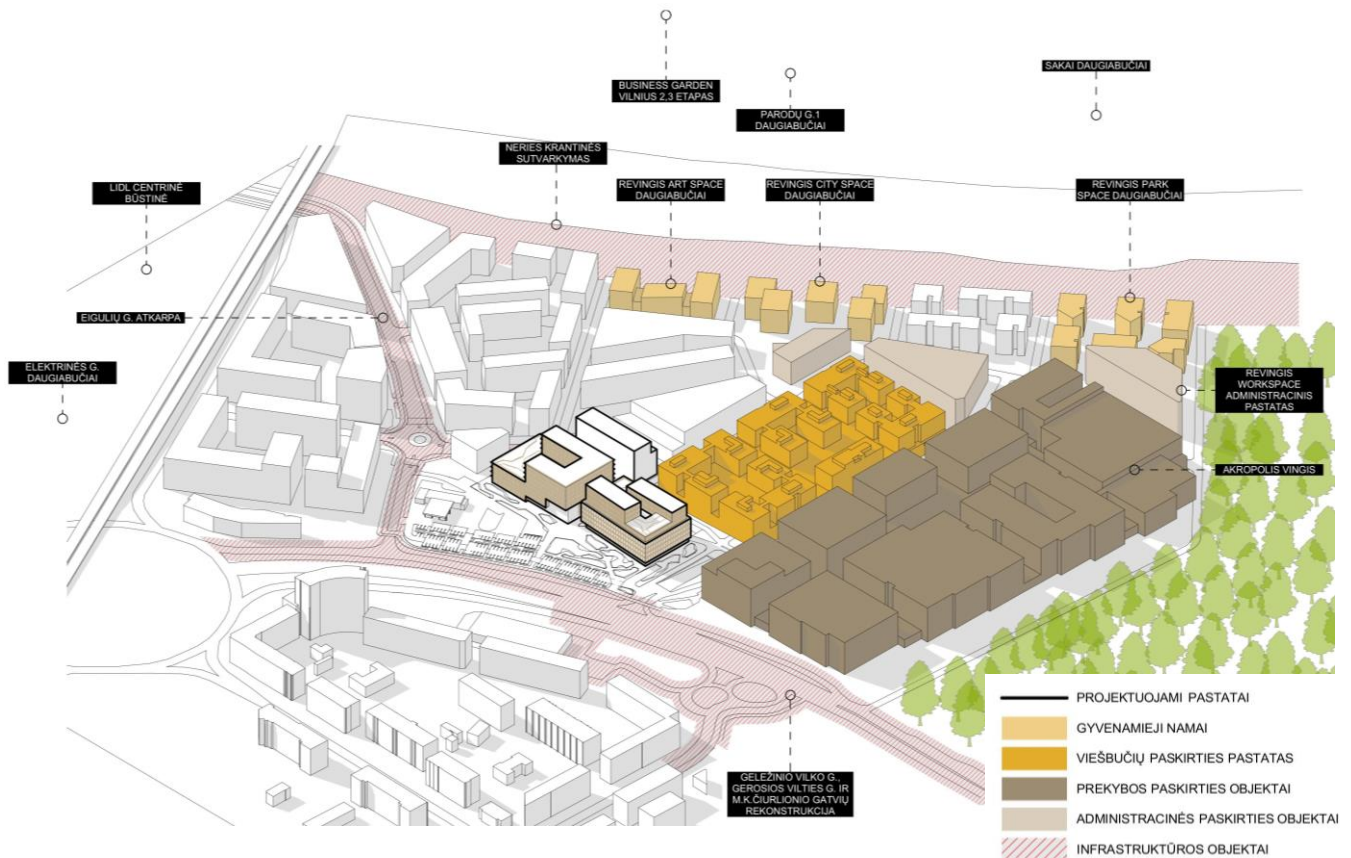 BUSINESS GARDEN
VILNIUS 2,3 ETAPAS
PARODŲ G.1
DAUGIABUČIAI
SAKAI DAUGIABUČIAI
NERIES KRANTINĖS
SUTVARKYMAS
LIDL CENTRINĖ
BŪSTINĖ
REVINGIS ART SPACE
DAUGIABUČIAI
REVINGIS CITY SPACE
DAUGIABUČIAI
REVINGIS PARK
SPACE DAUGIABUČIAI
EIGULIŲ G. ATKARPA
ELEKTRINĖS G.
DAUGIABUČIAI
REVINGIS
WORKSPACE
ADMINISTRACINIS
PASTATAS
AKROPOLIS VINGIS
GELEŽINIO VILKO G.,
GEROSIOS VILTIES G. IR
M.K.ČIURLIONIO GATVIŲ
REKONSTRUKCIJA
PROJEKTUOJAMI PASTATAI
GYVENAMIEJI NAMAI
VIEŠBUČIŲ PASKIRTIES PASTATAS
PREKYBOS PASKIRTIES OBJEKTAI
ADMINISTRACINĖS PASKIRTIES OBJEKTAI
INFRASTRUKTŪROS OBJEKTAI